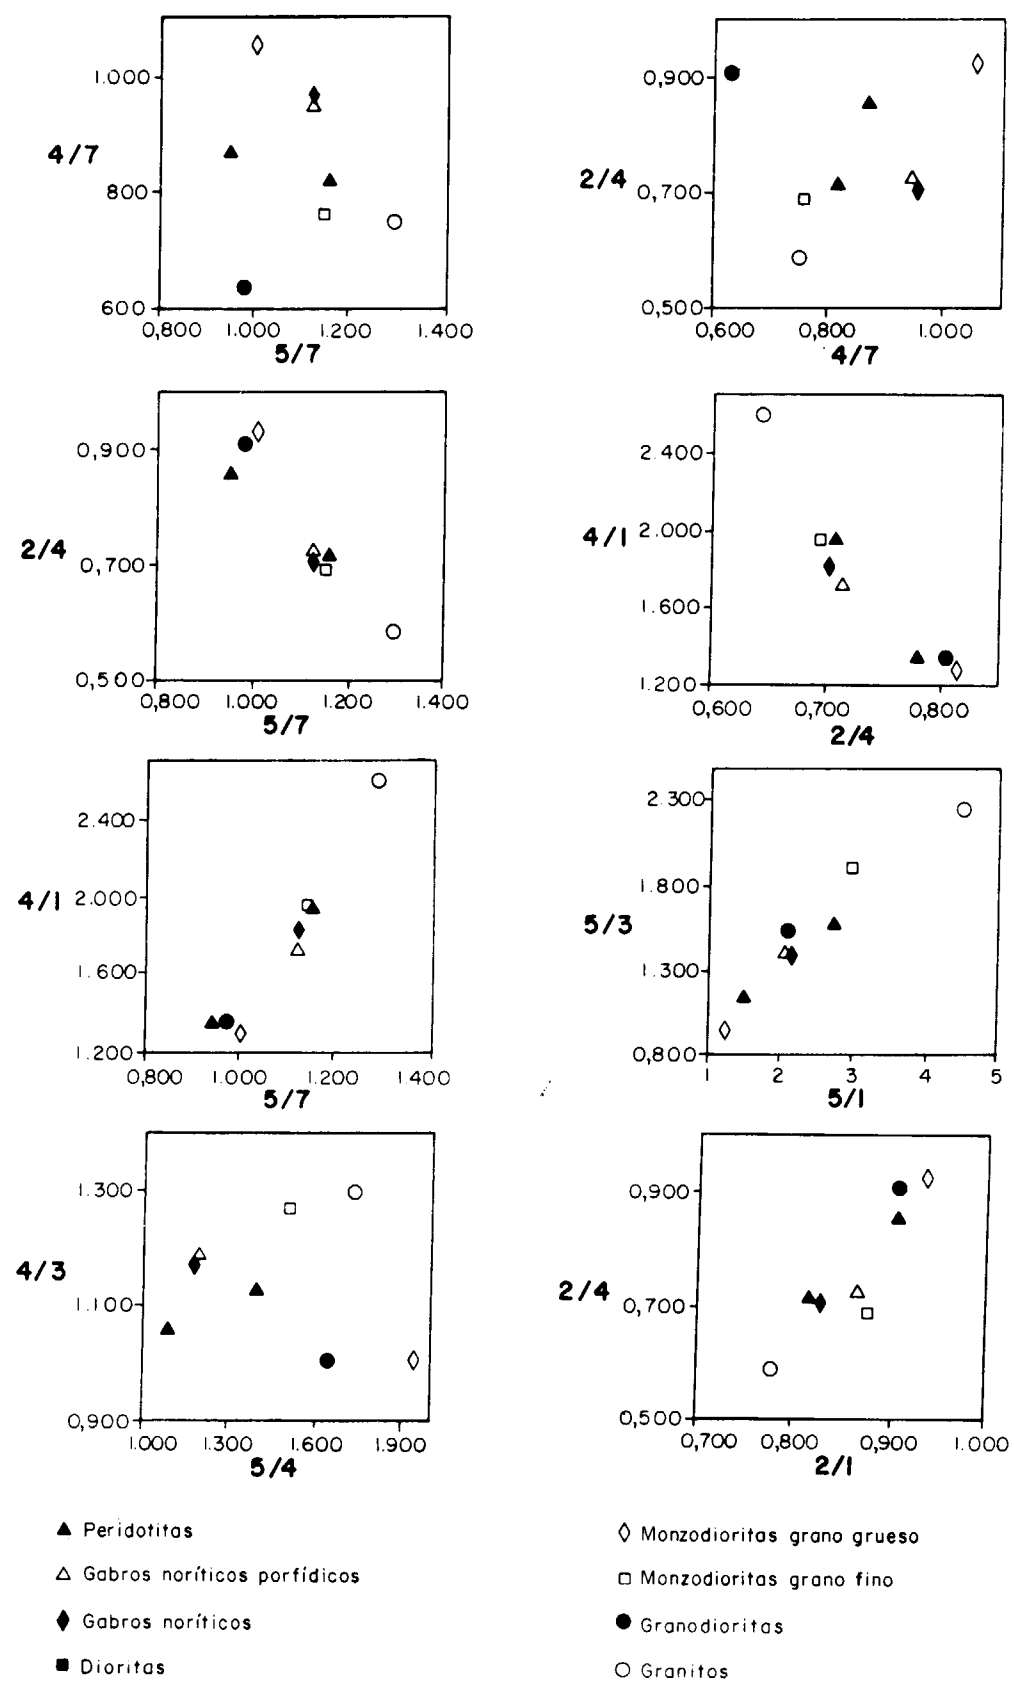 1.000
4/7
800
600
0,800 1.000 1.200 1.400
5/7
0,900
2/4
0,700
0,500
0,600 0,800 1.000
4/7
0,900
2/4
0,700
0,500
0,800 1.000 1.200 1.400
5/7
2.400
4/1
2.000
1.600
1.200
0,600 0,700 0,800
2/4
2.400
4/1
2.000
1.600
1.200
0,800 1.000 1.200 1.400
5/7
2.300
1.800
5/3
1.300
0,800
1 2 3 4 5
5/1
1.300
4/3
1.100
0,900
1.000 1.300 1.600 1.900
5/4
0,900
2/4
0,700
0,500
0,700 0,800 0,900 1.000
2/1
Peridotitas
Gabros noríticos porfídicos
Gabros noríticos
Dioritas
Monzodioritas grano grueso
Monzodioritas grano fino
Granodioritas
Granitos